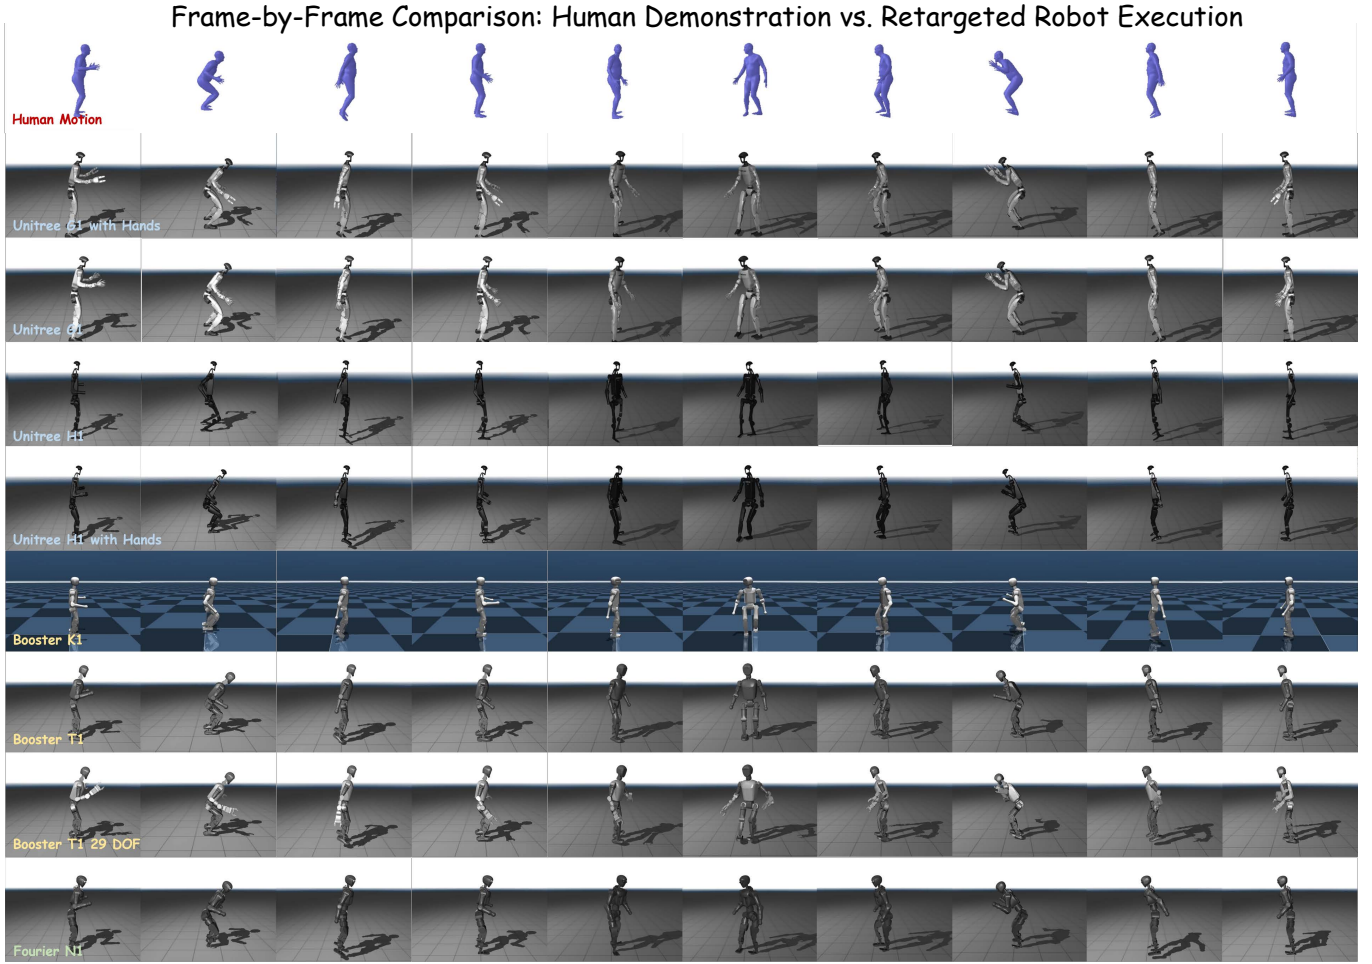 Frame-by-Frame Comparison: Human Demonstration vs. Retargeted Robot Execution
Human Motion
Unitree G1 with Hands
Unitree G1
Unitree H1
Unitree H1 with Hands
Booster K1
Booster T1
Booster T1 29 DOF
Fourier N1